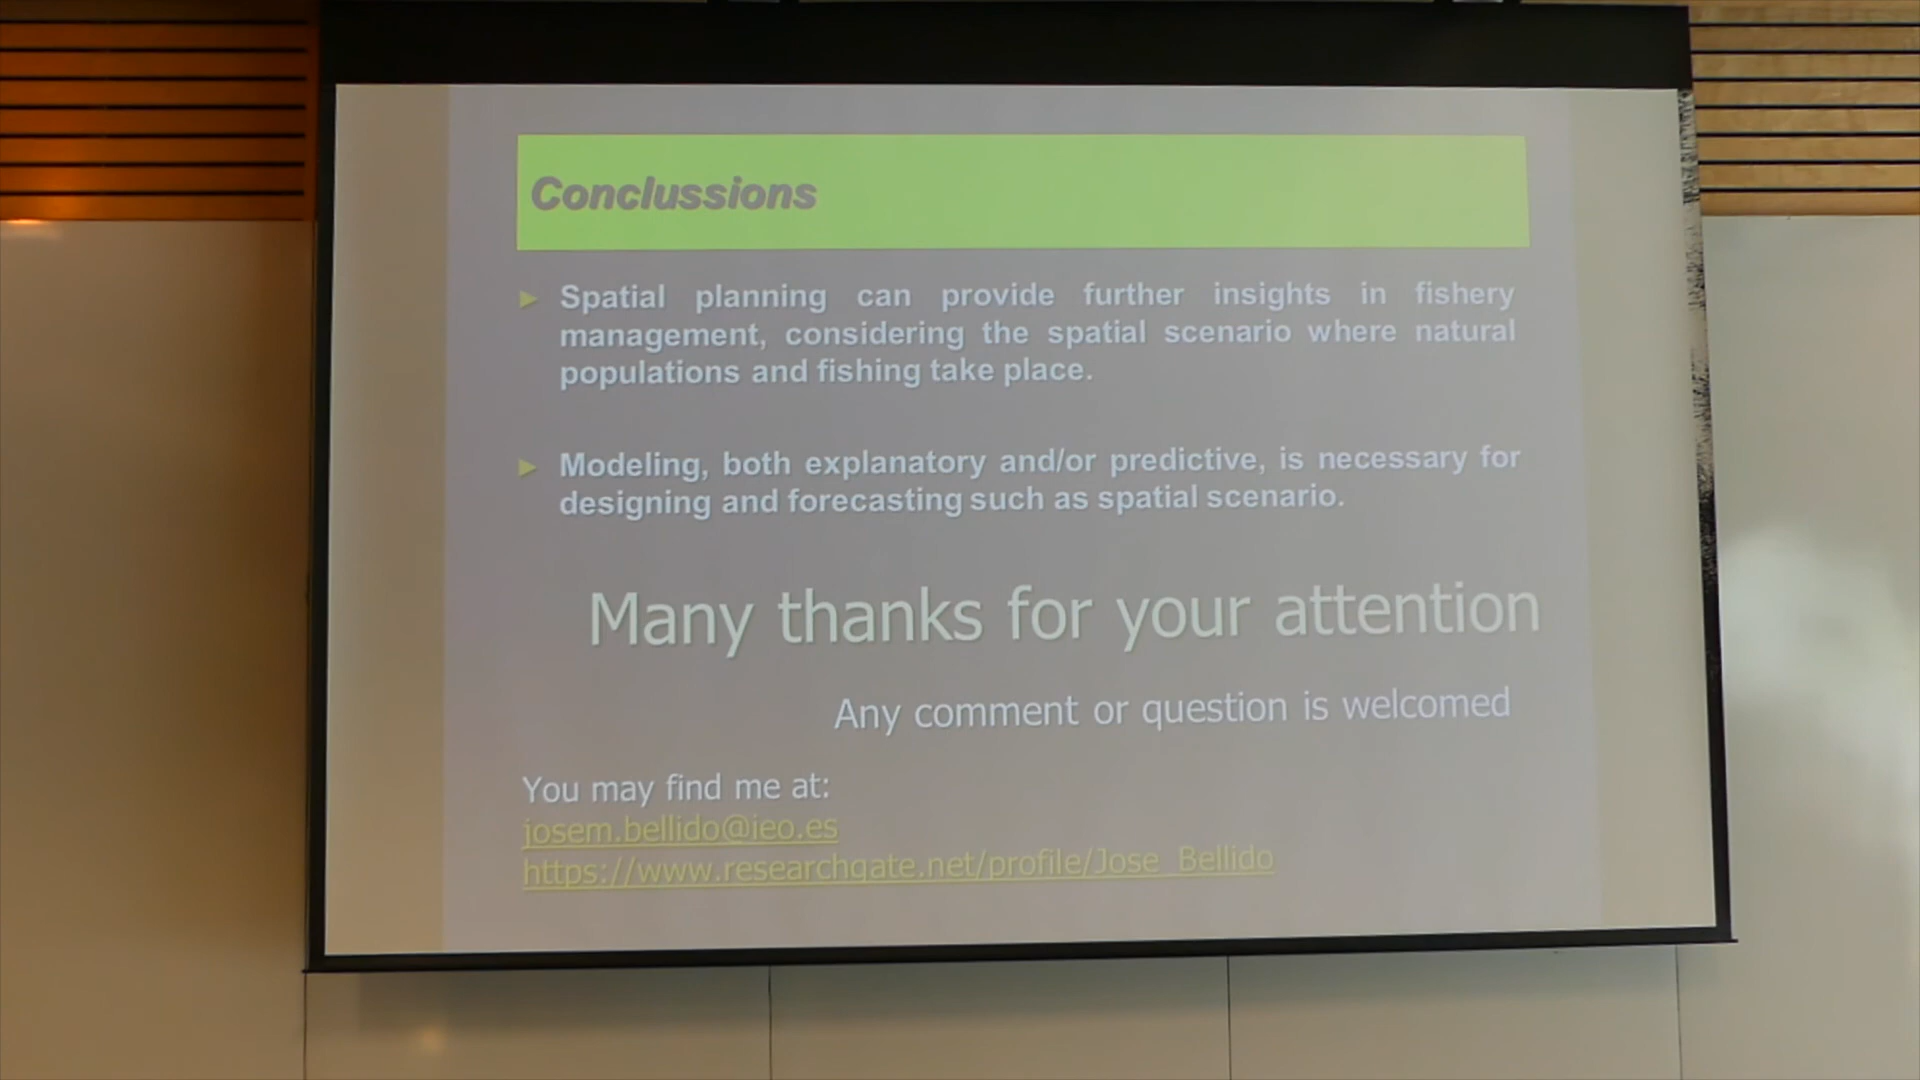 Conclussions
Spatial planning can provide further insights in fishery
management, considering the spatial scenario where natural
populations and fishing take place.
Modeling, both explanatory and/or predictive, is necessary for
designing and forecasting such as spatial scenario.
Many thanks for your attention
Any comment or question is welcomed
You may find me at:
josem.bellido@ieo.es
https://www.researchgate.net/profile/Jose_Bellido